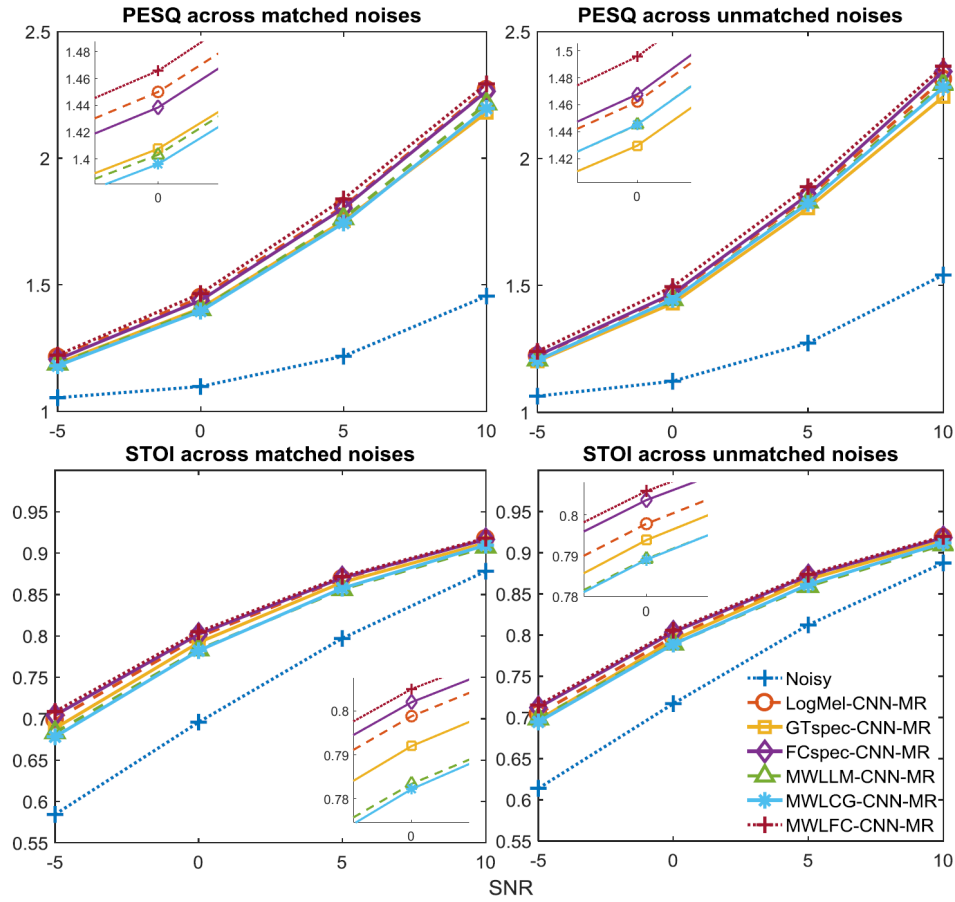 PESQ across matched noises
2.5
2
1.5
1
-5 0 5 10
1.48
1.46
1.44
1.42
1.4
0
PESQ across unmatched noises
2.5
2
1.5
1
-5 0 5 10
1.5
1.48
1.46
1.44
1.42
0
STOI across matched noises
0.95
0.9
0.85
0.8
0.75
0.7
0.65
0.6
0.55
-5 0 5 10
0.8
0.79
0.78
0
STOI across unmatched noises
0.95
0.9
0.85
0.8
0.75
0.7
0.65
0.6
0.55
-5 0 5 10
0.8
0.79
0.78
0
Noisy
LogMel-CNN-MR
GTspec-CNN-MR
FCspec-CNN-MR
MWLLM-CNN-MR
MWLCG-CNN-MR
MWLFC-CNN-MR
SNR